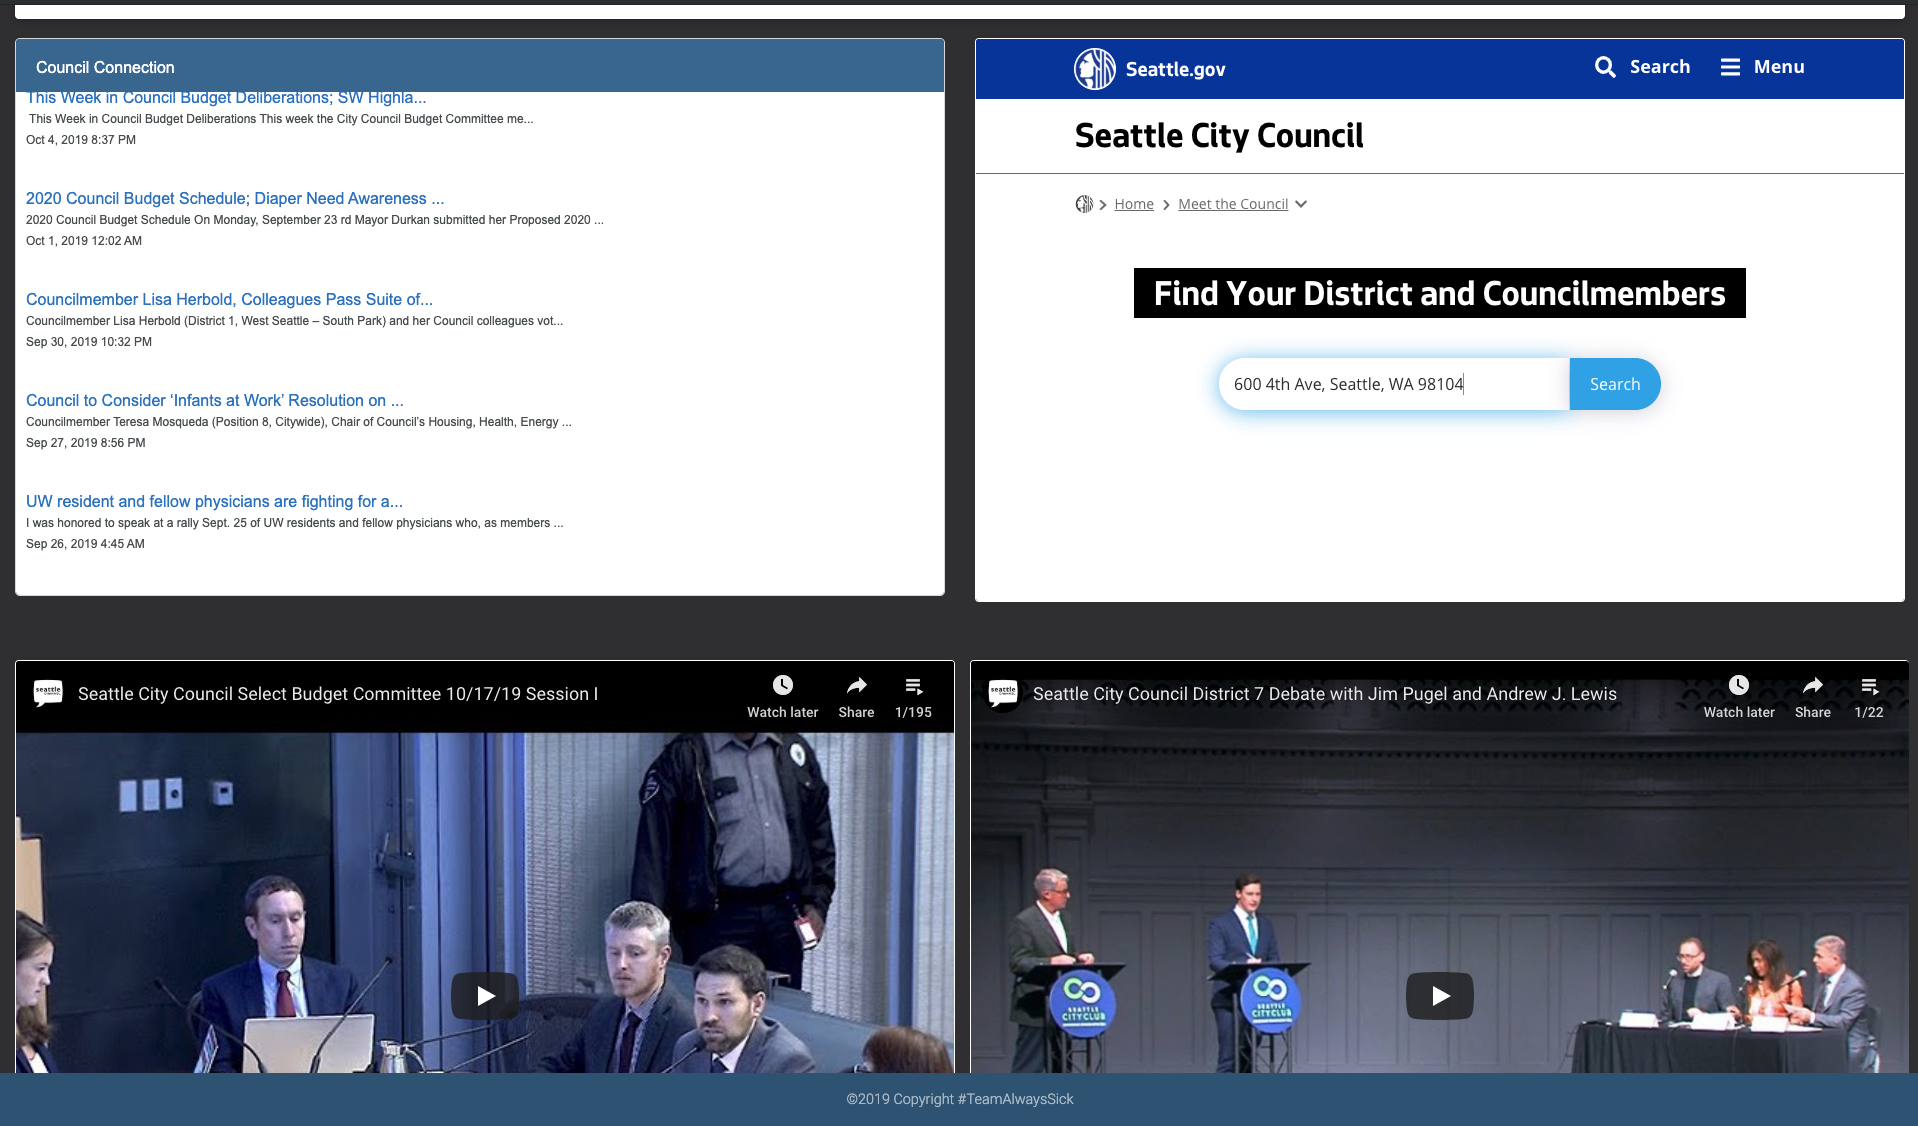 Council Connection
This Week in Council Budget Deliberations; SW Highla...
This Week in Council Budget Deliberations This week the City Council Budget Committee me...
Oct 4, 2019 8:37 PM
2020 Council Budget Schedule; Diaper Need Awareness ...
2020 Council Budget Schedule On Monday, September 23 rd Mayor Durkan submitted her Proposed 2020 ...
Oct 1, 2019 12:02 AM
Councilmember Lisa Herbold, Colleagues Pass Suite of...
Councilmember Lisa Herbold (District 1, West Seattle – South Park) and her Council colleagues vot...
Sep 30, 2019 10:32 PM
Council to Consider ‘Infants at Work’ Resolution on ...
Councilmember Teresa Mosqueda (Position 8, Citywide), Chair of Council’s Housing, Health, Energy ...
Sep 27, 2019 8:56 PM
UW resident and fellow physicians are fighting for a...
I was honored to speak at a rally Sept. 25 of UW residents and fellow physicians who, as members ...
Sep 26, 2019 4:45 AM
Seattle.gov
Search
Menu
Seattle City Council
Home
Meet the Council
Find Your District and Councilmembers
600 4th Ave, Seattle, WA 98104
Search
seattle
Seattle City Council Select Budget Committee 10/17/19 Session I
Watch later
Share
1/195
seattle
Seattle City Council District 7 Debate with Jim Pugel and Andrew J. Lewis
Watch later
Share
1/22
SEATTLE
CITYCLUB
SEATTLE
CITYCLUB
©2019 Copyright #TeamAlwaysSick